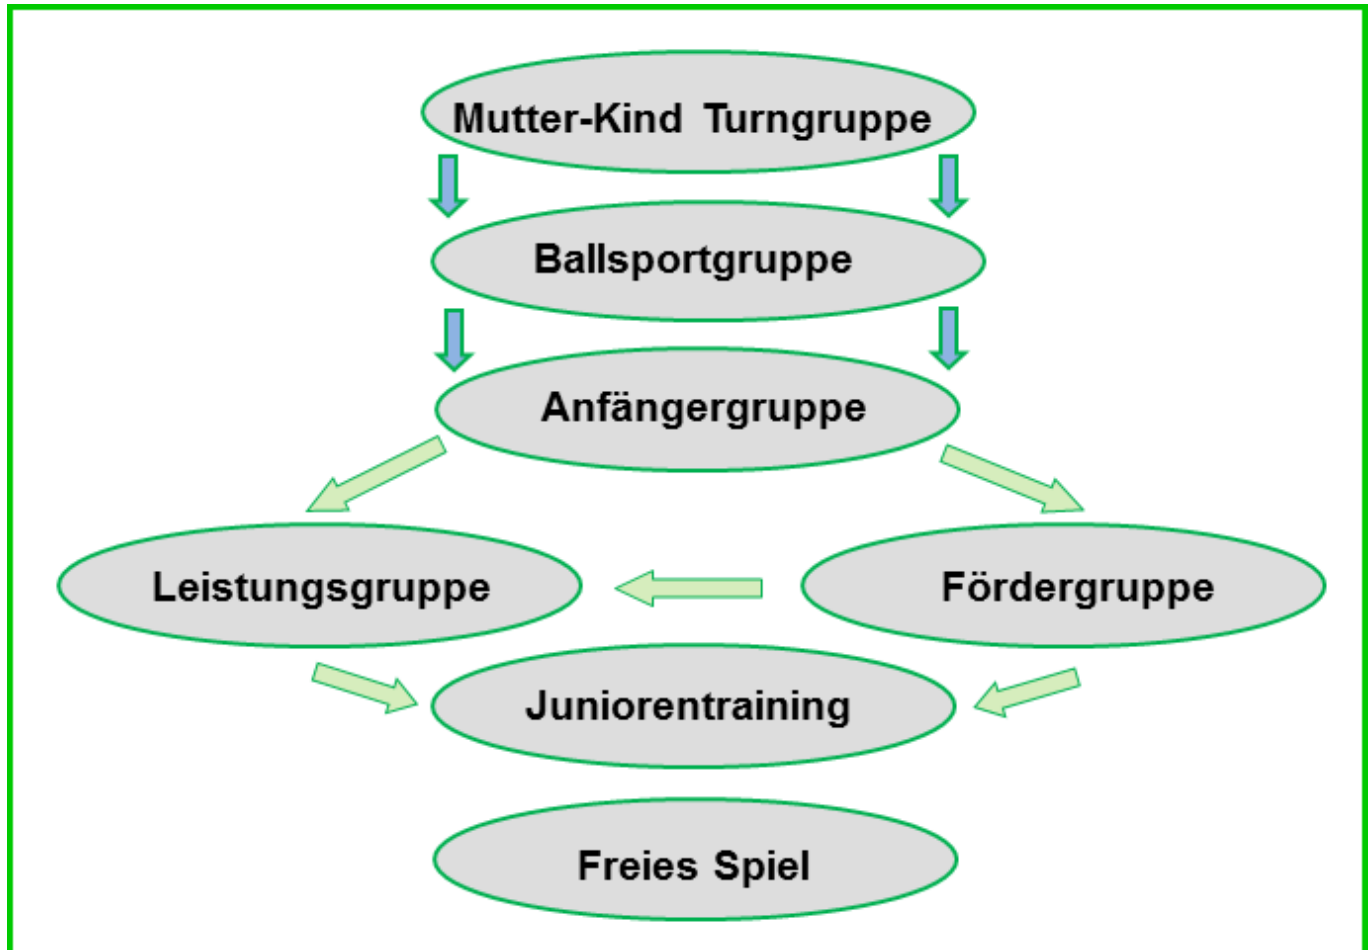 Mutter-Kind Turngruppe
Ballsportgruppe
Anfängergruppe
Leistungsgruppe
Fördergruppe
Juniorentraining
Freies Spiel